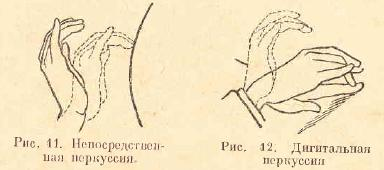 Рис. 11. Непосредствен-
ная перкуссия.
Рис. 12. Дигитальная
перкуссия